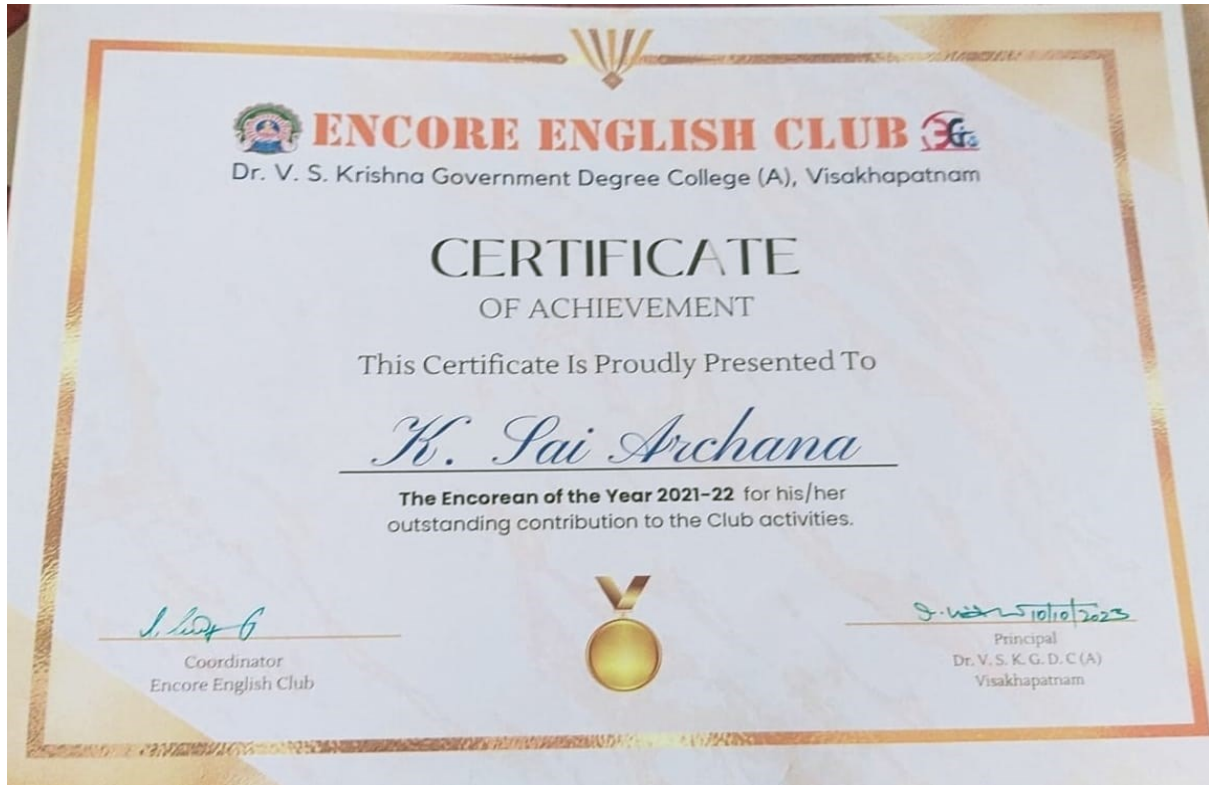 ENCORE ENGLISH CLUB
Dr. V. S. Krishna Government Degree College (A), Visakhapatnam
CERTIFICATE
OF ACHIEVEMENT
This Certificate Is Proudly Presented To
K. Sai Archana
The Encorean of the Year 2021-22 for his/her
outstanding contribution to the Club activities.
10/10/2023
Coordinator
Encore English Club
Principal
Dr. V. S. K. G. D. C (A)
Visakhapatnam